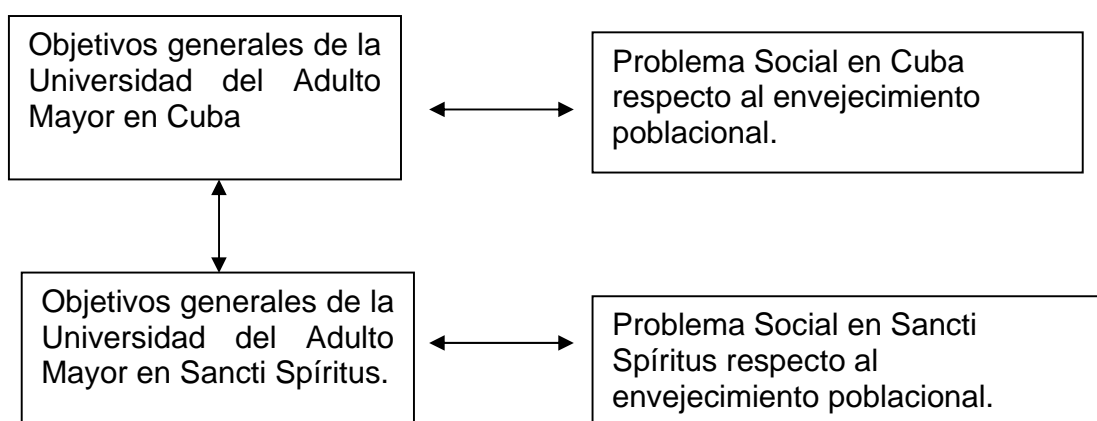 Objetivos generales de la
Universidad del Adulto
Mayor en Cuba
Problema Social en Cuba
respecto al envejecimiento
poblacional.
Objetivos generales de la
Universidad del Adulto
Mayor en Sancti Spíritus.
Problema Social en Sancti
Spíritus respecto al
envejecimiento poblacional.